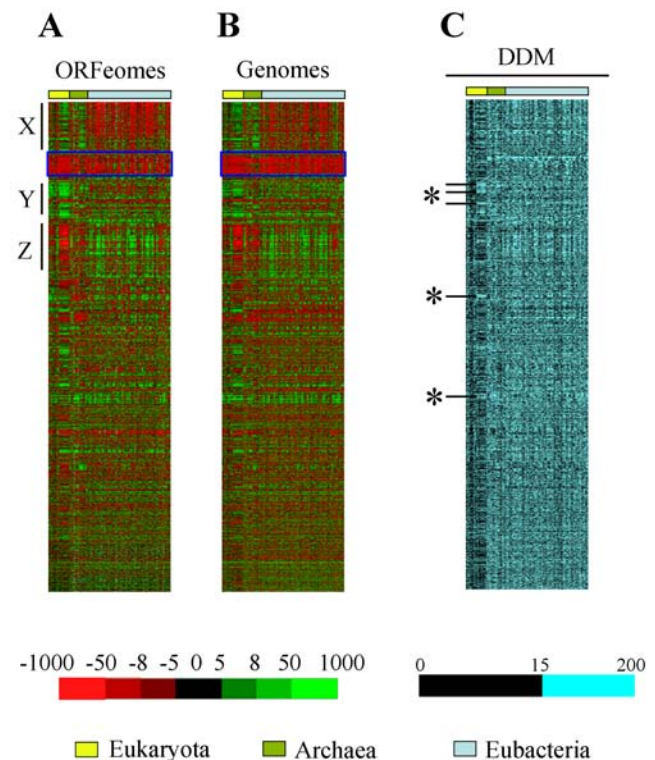 A B C
ORFeomes Genomes DDM
X
Y
Z
*
*
*
-1000 -50 -8 -5 0 5 8 50 1000
0 15 200
Eukaryota Archaea Eubacteria